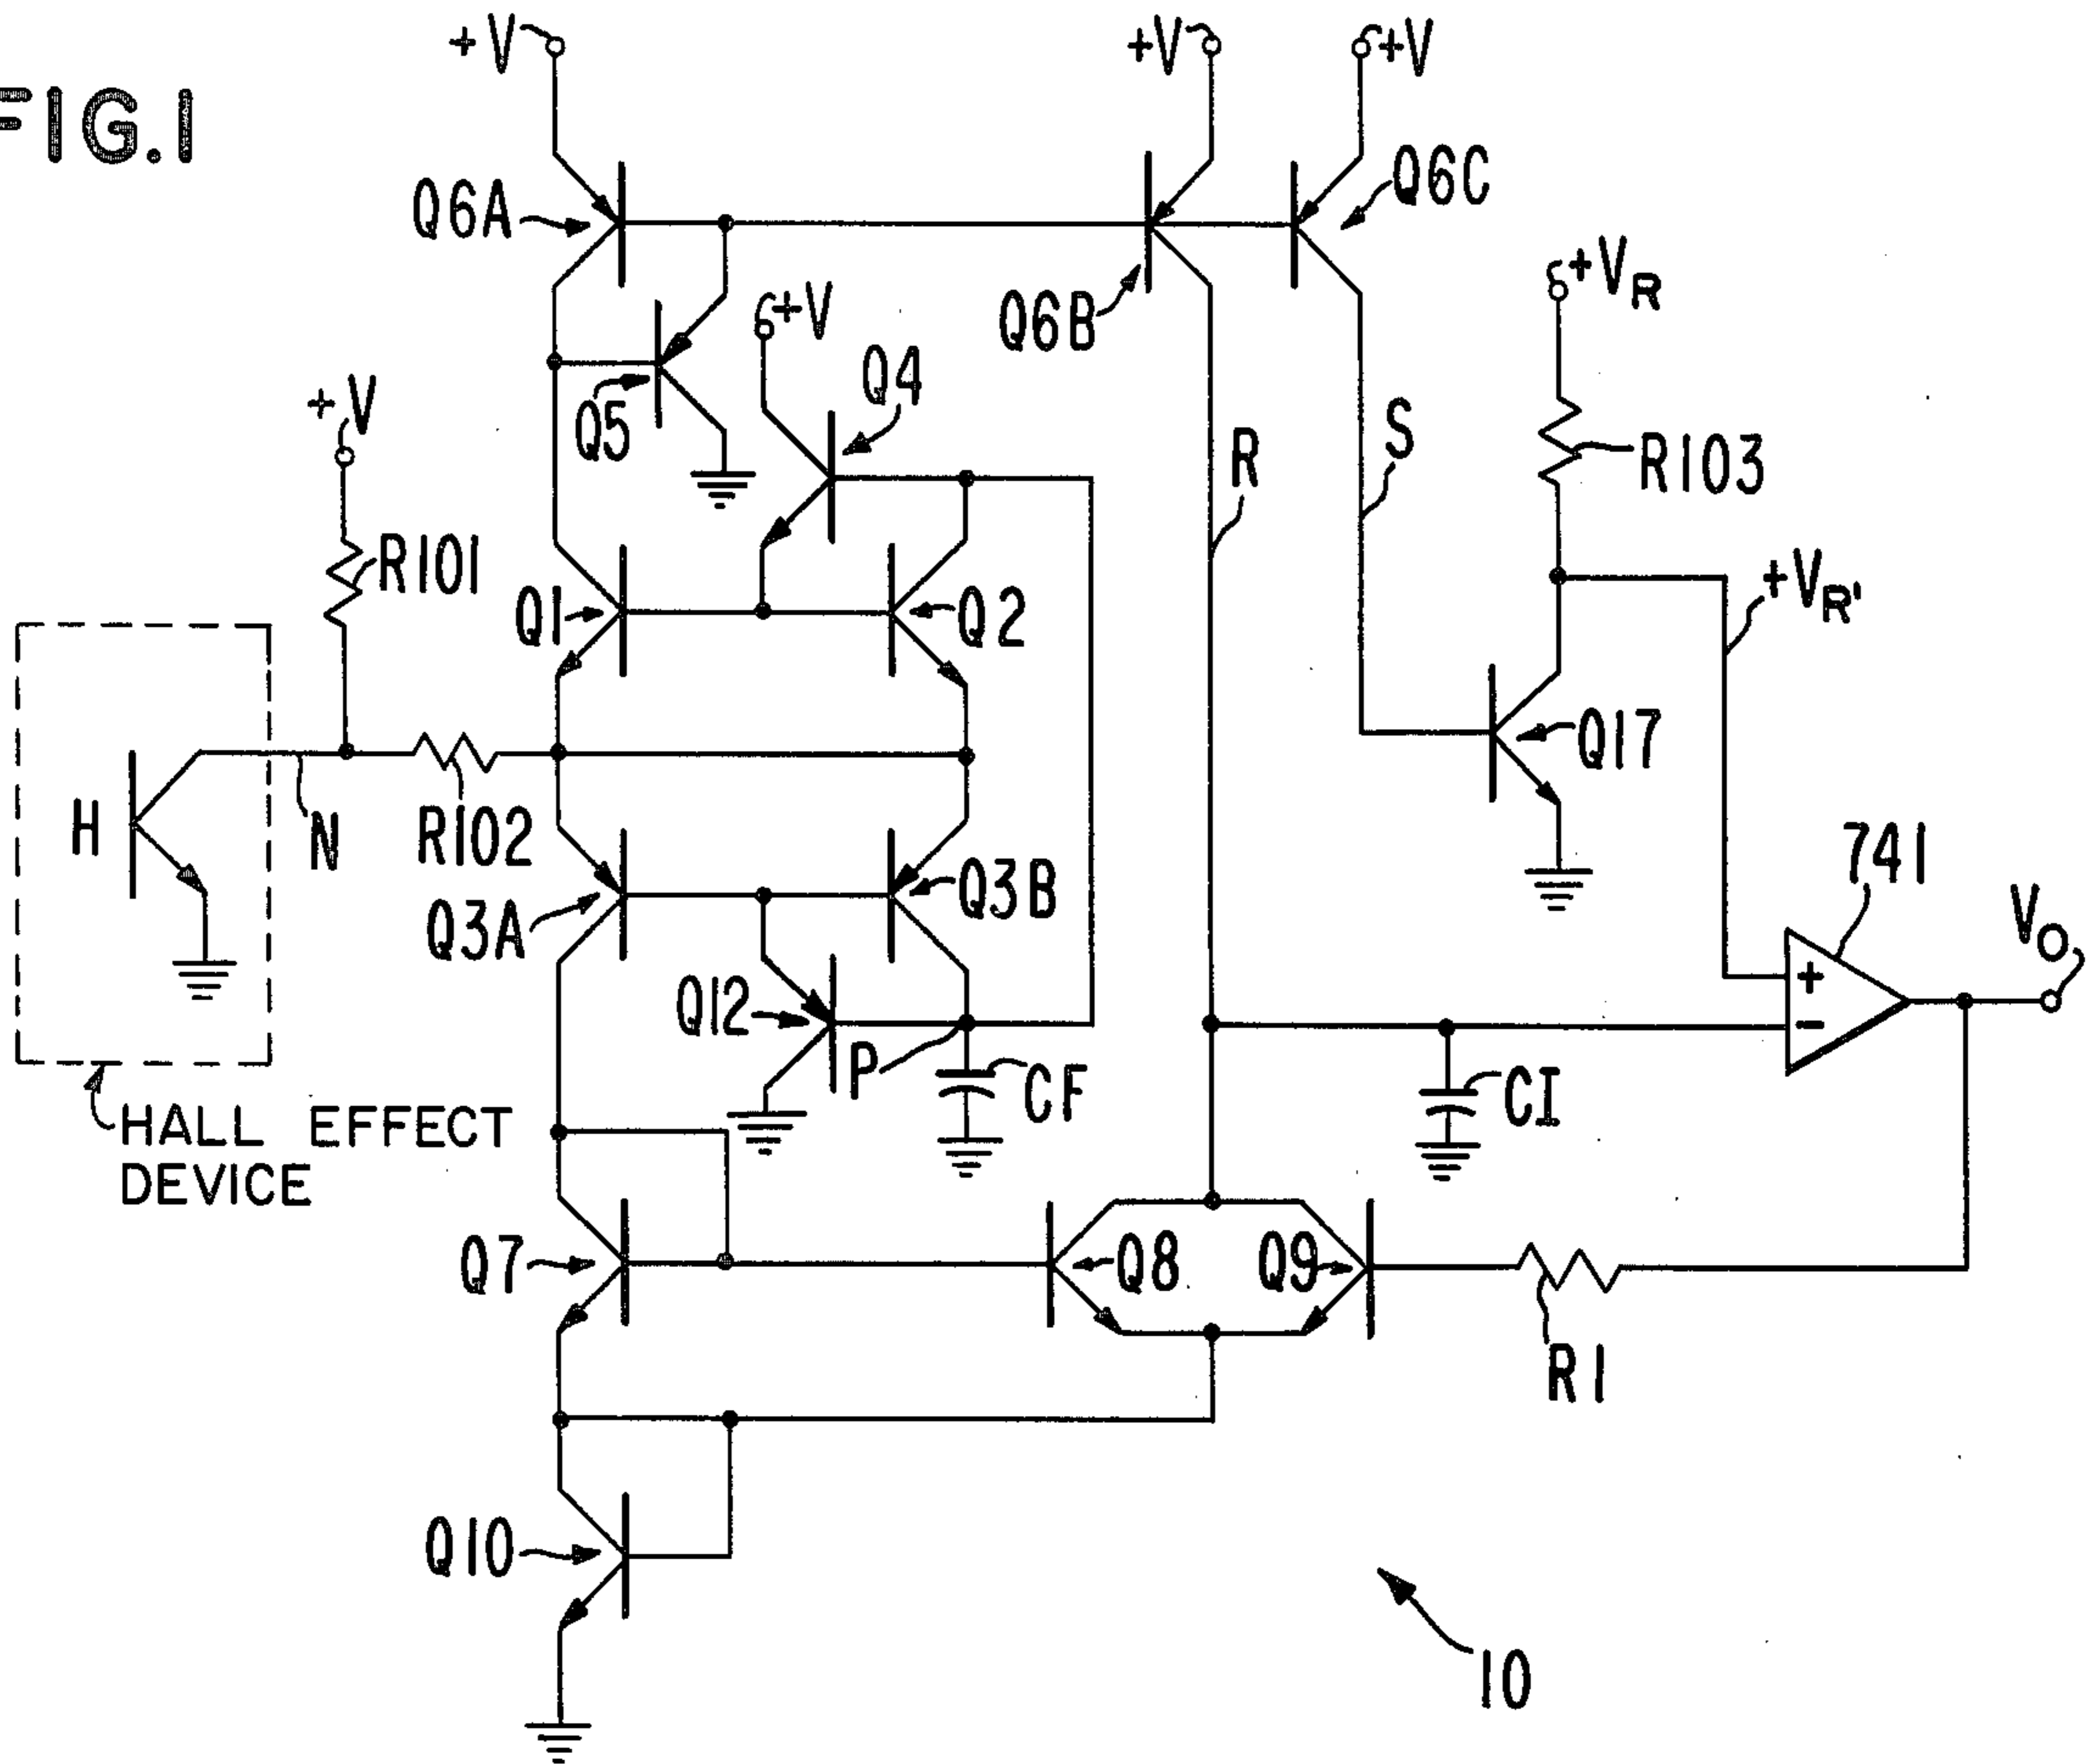 FIG.1
+V
+V
+V
Q6A
Q6C
+VR
+V
Q6B
Q4
+V
Q5
S
R
R103
R101
+VR'
Q1
Q2
Q17
H
N
R102
741
Q3A
Q3B
VO
Q12
P
CF
CI
HALL EFFECT
DEVICE
Q7
Q8
Q9
R1
Q10
10
+
-